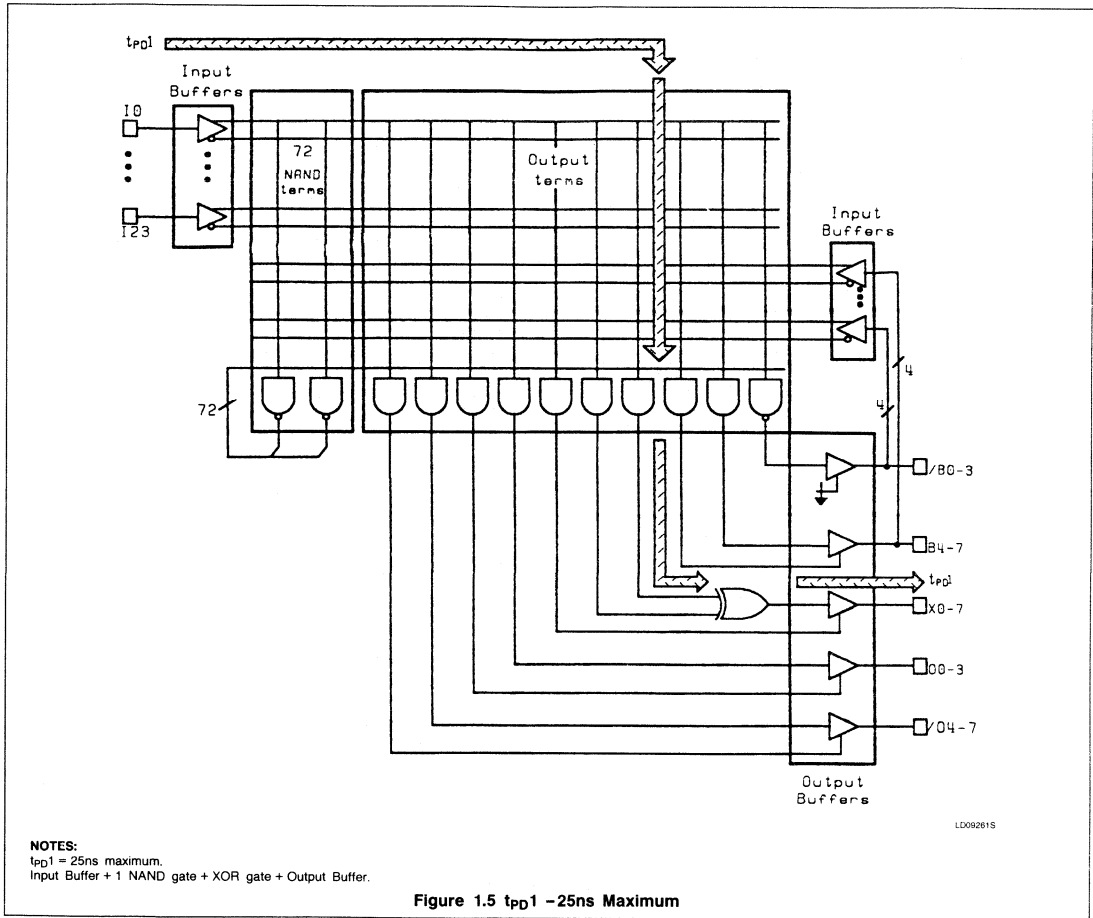 tPD1
Input
Buffers
I0
I23
72
NAND
terms
Output
terms
Input
Buffers
4
4
72
/B0-3
B4-7
tPD1
X0-7
O0-3
/O4-7
Output
Buffers
LD09261S
NOTES:
tPD1 = 25ns maximum.
Input Buffer + 1 NAND gate + XOR gate + Output Buffer.
Figure 1.5 tPD1 –25ns Maximum